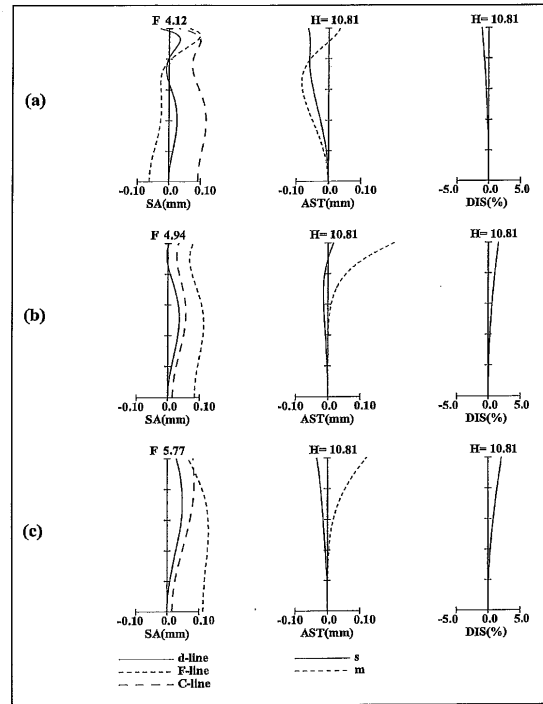 F 4.12 H= 10.81 H= 10.81
(a)
-0.10 0.0 0.10 -0.10 0.0 0.10 -5.0 0.0 5.0
SA(mm) AST(mm) DIS(%)
F 4.94 H= 10.81 H= 10.81
(b)
-0.10 0.0 0.10 -0.10 0.0 0.10 -5.0 0.0 5.0
SA(mm) AST(mm) DIS(%)
F 5.77 H= 10.81 H= 10.81
(c)
-0.10 0.0 0.10 -0.10 0.0 0.10 -5.0 0.0 5.0
SA(mm) AST(mm) DIS(%)
d-line s
F-line m
C-line